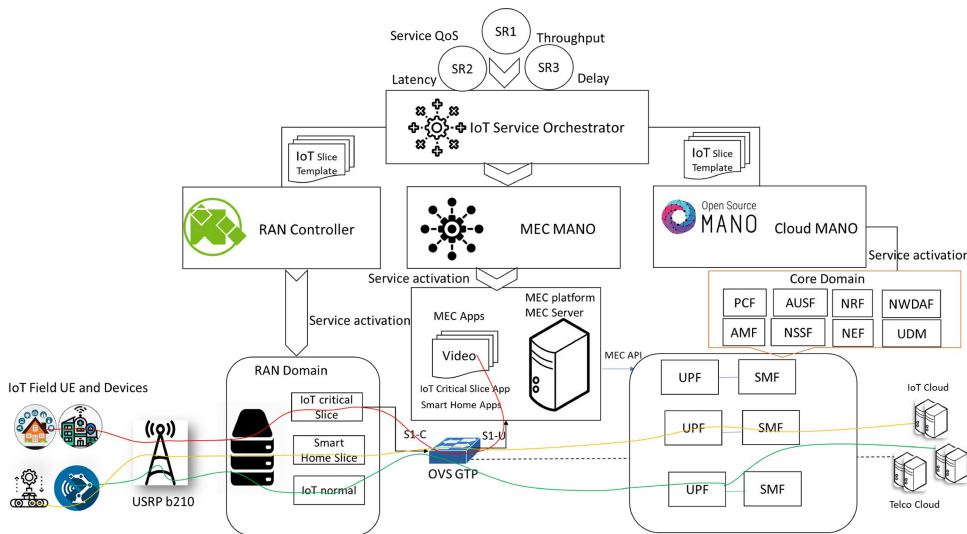 Service QoS
SR1
Throughput
SR2
SR3
Latency
Delay
IoT Service Orchestrator
IoT Slice
Template
IoT Slice
Template
RAN Controller
MEC MANO
Open Source
MANO
Cloud MANO
Service activation
Service activation
Service activation
Core Domain
PCF
AUSF
NRF
NWDAF
AMF
NSSF
NEF
UDM
MEC platform
MEC Server
MEC Apps
Video
IoT Critical Slice App
Smart Home Apps
MEC API
RAN Domain
IoT critical
Slice
Smart
Home Slice
IoT normal
IoT Field UE and Devices
USRP b210
S1-C
S1-U
OVS GTP
UPF
SMF
UPF
SMF
UPF
SMF
IoT Cloud
Telco Cloud